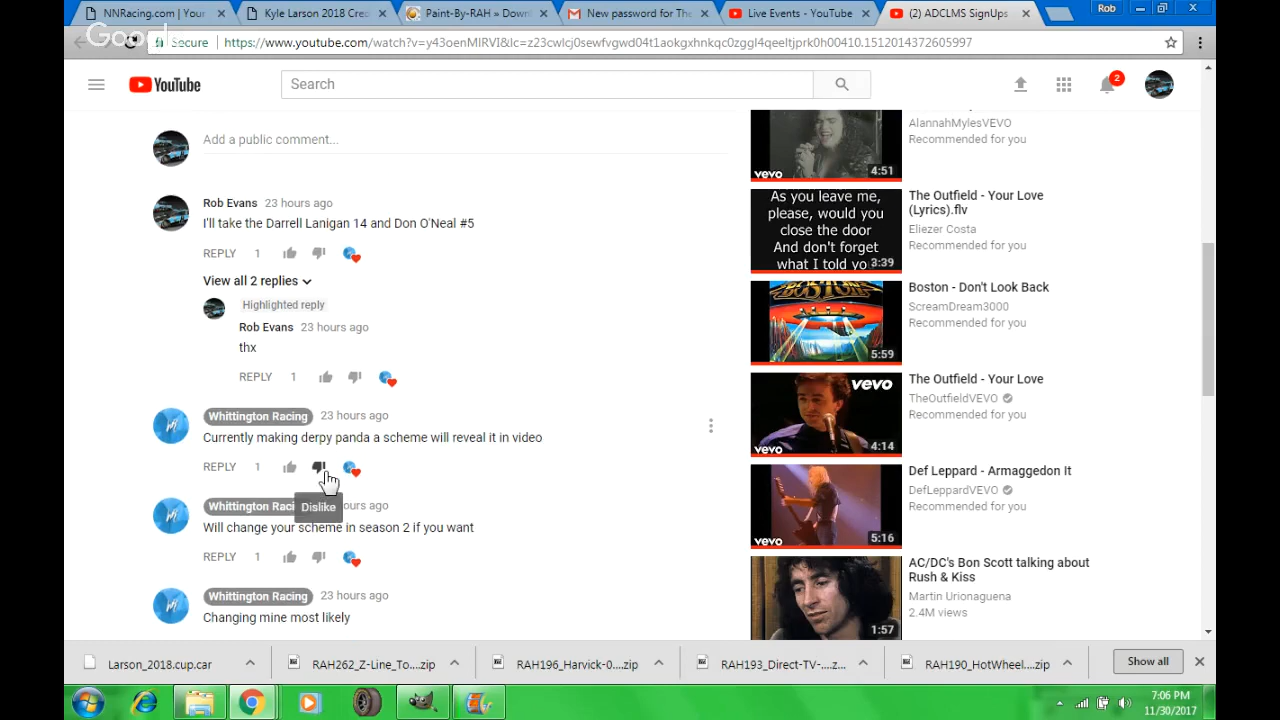 NNRacing.com | Your
Kyle Larson 2018 Cre
Paint-By-RAH » Down
New password for The
Live Events - YouTube
(2) ADCLMS SignUps
Rob
Goo
Secure
https://www.youtube.com/watch?v=y43oenMIRVI&lc=z23cwlcj0sewfvgwd04t1aokgxhnkqc0zggl4qeeltjprk0h00410.1512014372605997
YouTube
Search
2
Add a public comment...
Rob Evans 23 hours ago
I'll take the Darrell Lanigan 14 and Don O'Neal #5
REPLY 1
View all 2 replies
Highlighted reply
Rob Evans 23 hours ago
thx
REPLY 1
Whittington Racing 23 hours ago
Currently making derpy panda a scheme will reveal it in video
REPLY 1
Dislike
Whittington Raci ours ago
Will change your scheme in season 2 if you want
REPLY 1
Whittington Racing 23 hours ago
Changing mine most likely
vevo
4:51
AlannahMylesVEVO
Recommended for you
As you leave me,
please, would you
close the door
And don't forget
what I told yo
3:39
The Outfield - Your Love
(Lyrics).flv
Eliezer Costa
Recommended for you
BOSTON
5:59
Boston - Don't Look Back
ScreamDream3000
Recommended for you
vevo
4:14
The Outfield - Your Love
TheOutfieldVEVO
Recommended for you
vevo
5:16
Def Leppard - Armaggedon It
DefLeppardVEVO
Recommended for you
1:57
AC/DC's Bon Scott talking about
Rush & Kiss
Martin Urionaguena
2.4M views
Larson_2018.cup.car
RAH262_Z-Line_To....zip
RAH196_Harvick-0....zip
RAH193_Direct-TV-....z...
RAH190_HotWheel....zip
Show all
7:06 PM
11/30/2017